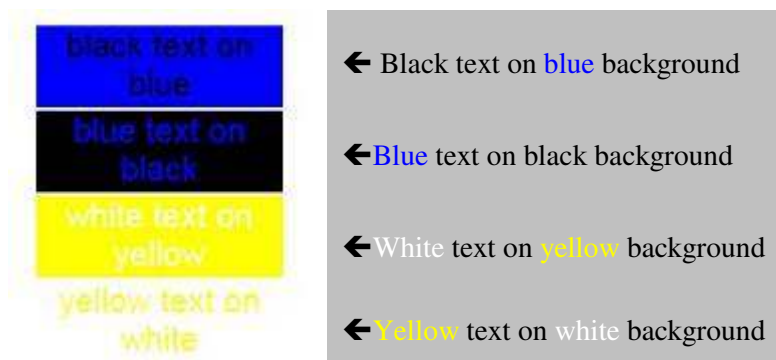 black text on
blue
← Black text on blue background
blue text on
black
←Blue text on black background
white text on
yellow
←White text on yellow background
yellow text on
white
←Yellow text on white background